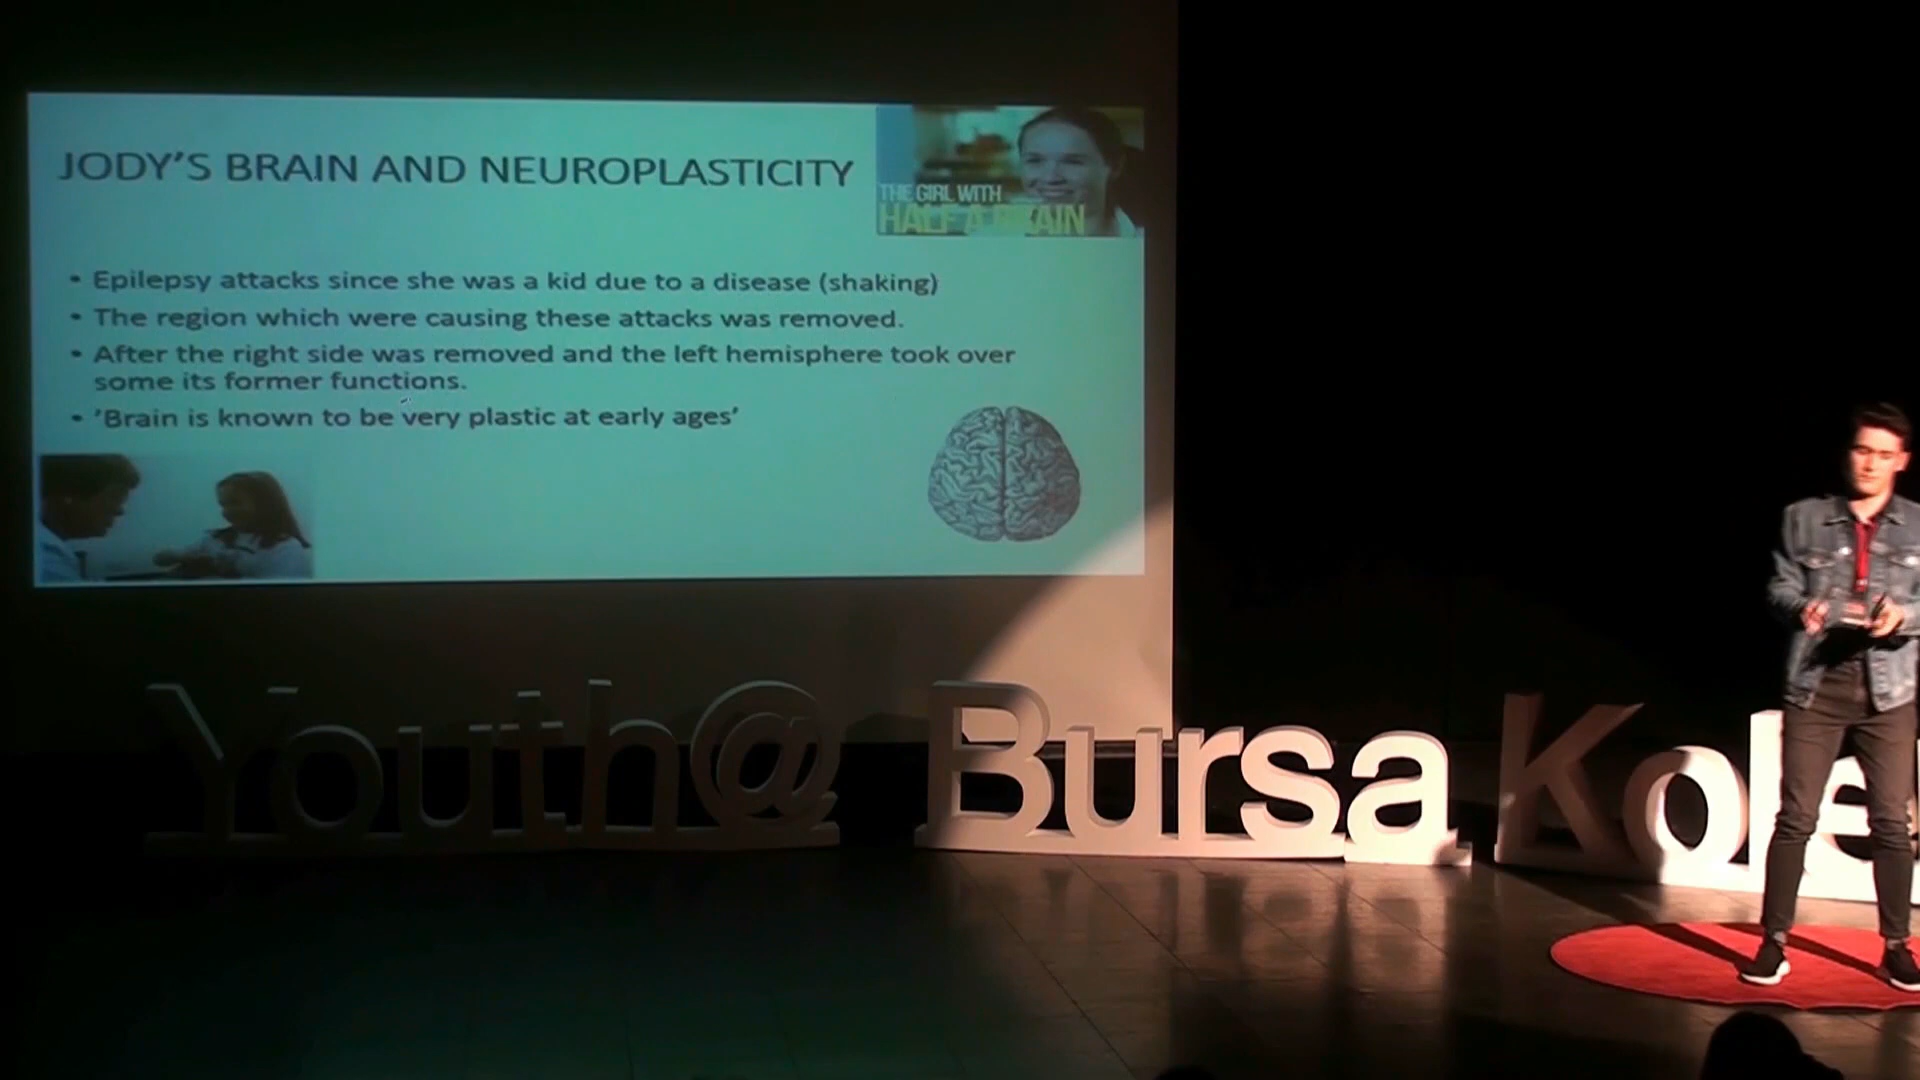 JODY'S BRAIN AND NEUROPLASTICITY
THE GIRL WITH
HALF A BRAIN
• Epilepsy attacks since she was a kid due to a disease (shaking)
• The region which were causing these attacks was removed.
• After the right side was removed and the left hemisphere took over
some its former functions.
• 'Brain is known to be very plastic at early ages'
Youth@ Bursa Kole